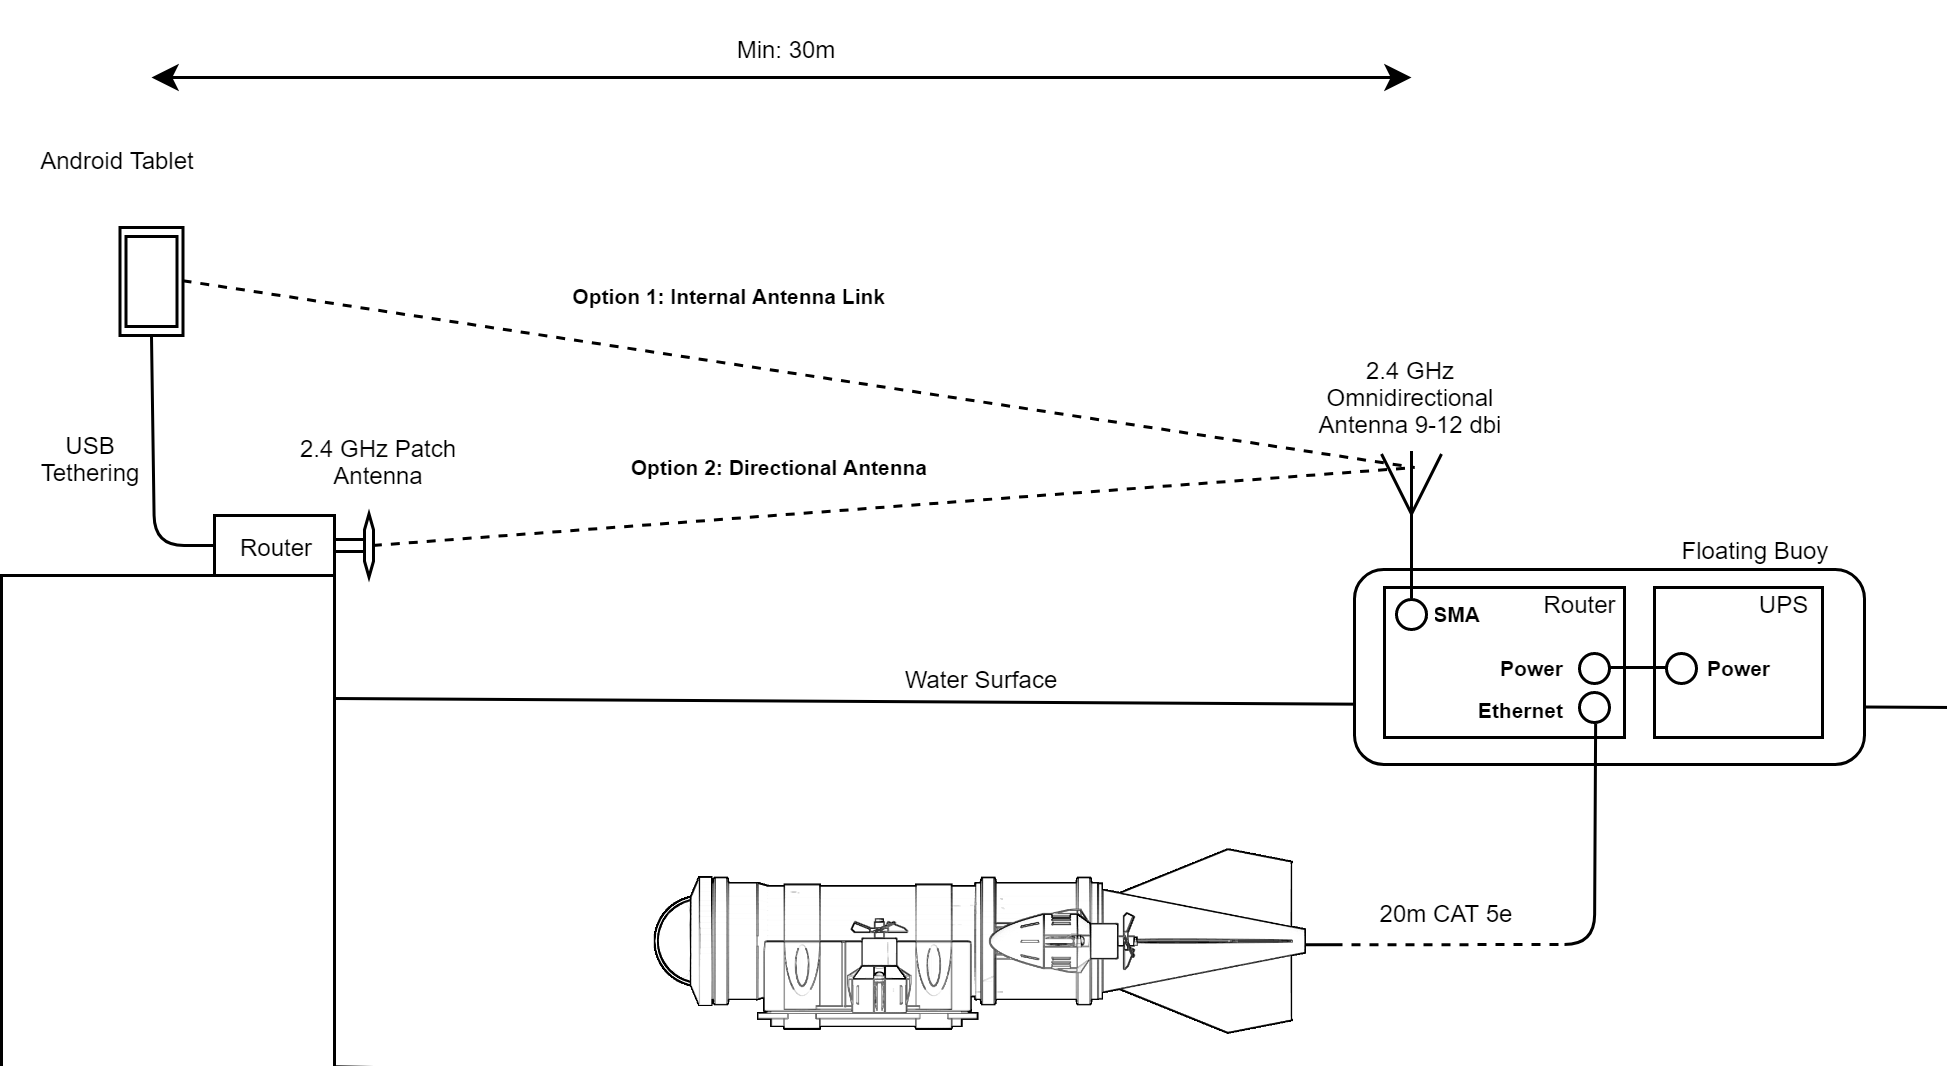 Min: 30m
Android Tablet
Option 1: Internal Antenna Link
2.4 GHz
Omnidirectional
Antenna 9-12 dbi
USB
Tethering
2.4 GHz Patch
Antenna
Option 2: Directional Antenna
Router
Floating Buoy
Router
UPS
SMA
Power
Power
Ethernet
Water Surface
20m CAT 5e